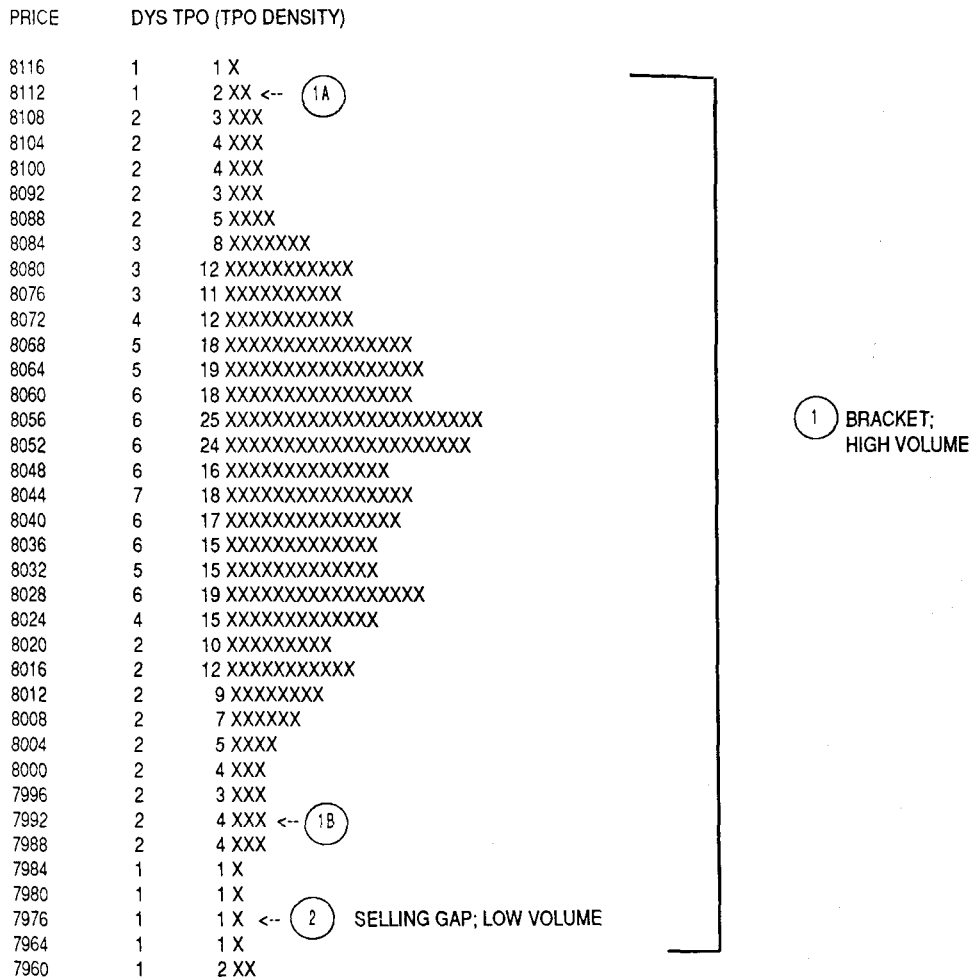 PRICE DYS TPO (TPO DENSITY)
8116 1 1 X
8112 1 2 XX <-- 1A
8108 2 3 XXX
8104 2 4 XXX
8100 2 4 XXX
8092 2 3 XXX
8088 2 5 XXXX
8084 3 8 XXXXXXX
8080 3 12 XXXXXXXXXXX
8076 3 11 XXXXXXXXXX
8072 4 12 XXXXXXXXXXX
8068 5 18 XXXXXXXXXXXXXXXX
8064 5 19 XXXXXXXXXXXXXXXXX
8060 6 18 XXXXXXXXXXXXXXXX
8056 6 25 XXXXXXXXXXXXXXXXXXXXXX
1 BRACKET;
8052 6 24 XXXXXXXXXXXXXXXXXXXXX
HIGH VOLUME
8048 6 16 XXXXXXXXXXXXXX
8044 7 18 XXXXXXXXXXXXXXXX
8040 6 17 XXXXXXXXXXXXXXX
8036 6 15 XXXXXXXXXXXXX
8032 5 15 XXXXXXXXXXXXX
8028 6 19 XXXXXXXXXXXXXXXXX
8024 4 15 XXXXXXXXXXXXX
8020 2 10 XXXXXXXXX
8016 2 12 XXXXXXXXXXX
8012 2 9 XXXXXXXX
8008 2 7 XXXXXX
8004 2 5 XXXX
8000 2 4 XXX
7996 2 3 XXX
7992 2 4 XXX <-- 1B
7988 2 4 XXX
7984 1 1 X
7980 1 1 X
7976 1 1 X <-- 2 SELLING GAP; LOW VOLUME
7964 1 1 X
7960 1 2 XX